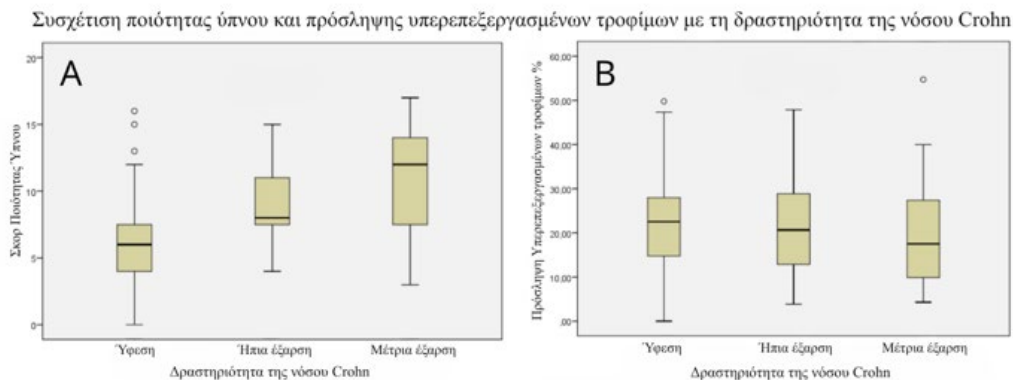 Συσχέτιση ποιότητας ύπνου και πρόσληψης υπερεπεξεργασμένων τροφίμων με τη δραστηριότητα της νόσου Crohn
A
Σκορ Ποιότητας Ύπνου
20
15
10
5
0
Ύφεση Ήπια έξαρση Μέτρια έξαρση
Δραστηριότητα της νόσου Crohn
B
Πρόσληψη Υπερεπεξεργασμένων τροφίμων %
60,00
50,00
40,00
30,00
20,00
10,00
,00
Ύφεση Ήπια έξαρση Μέτρια έξαρση
Δραστηριότητα της νόσου Crohn